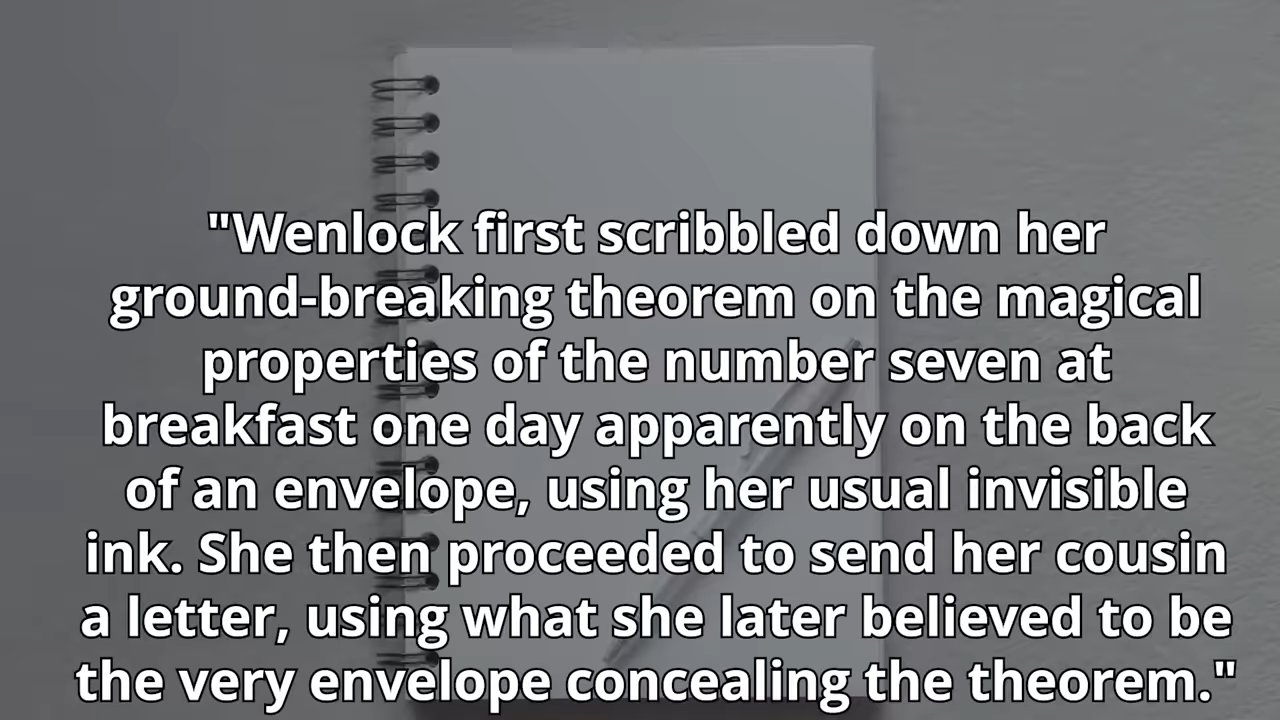 "Wenlock first scribbled down her
ground-breaking theorem on the magical
properties of the number seven at
breakfast one day apparently on the back
of an envelope, using her usual invisible
ink. She then proceeded to send her cousin
a letter, using what she later believed to be
the very envelope concealing the theorem."